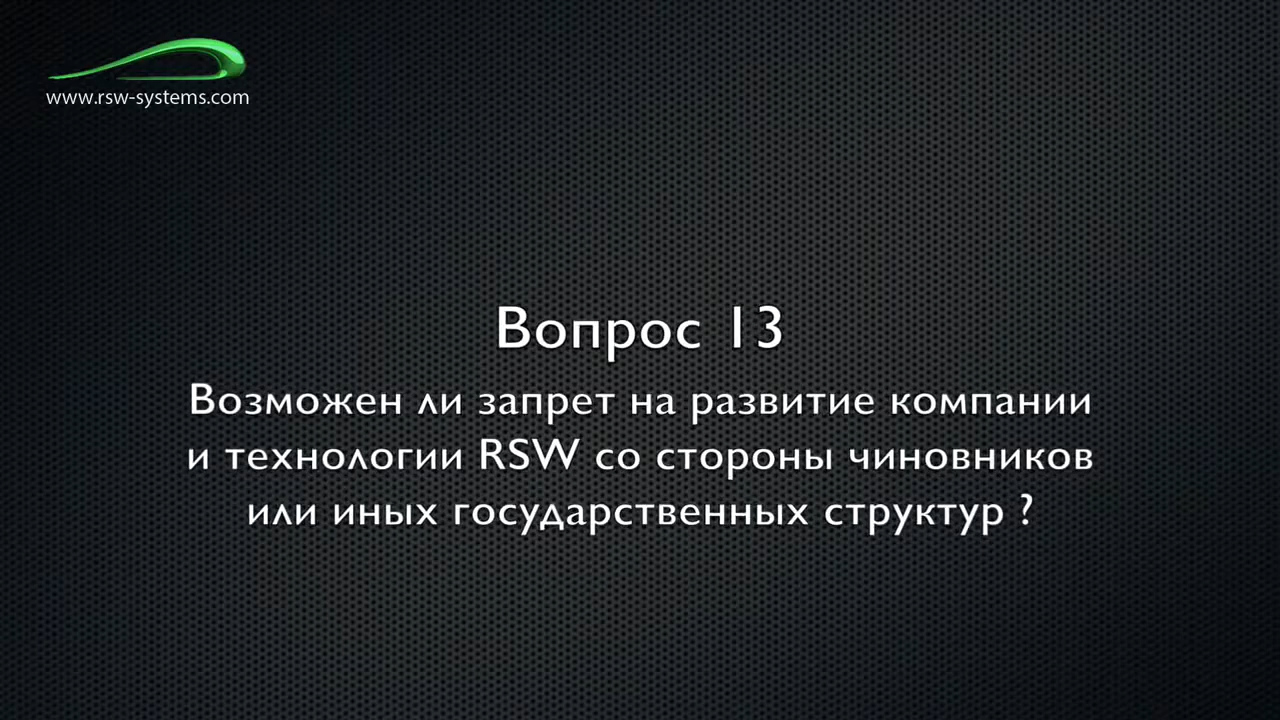 www.rsw-systems.com
Вопрос 13
Возможен ли запрет на развитие компании
и технологии RSW со стороны чиновников
или иных государственных структур ?